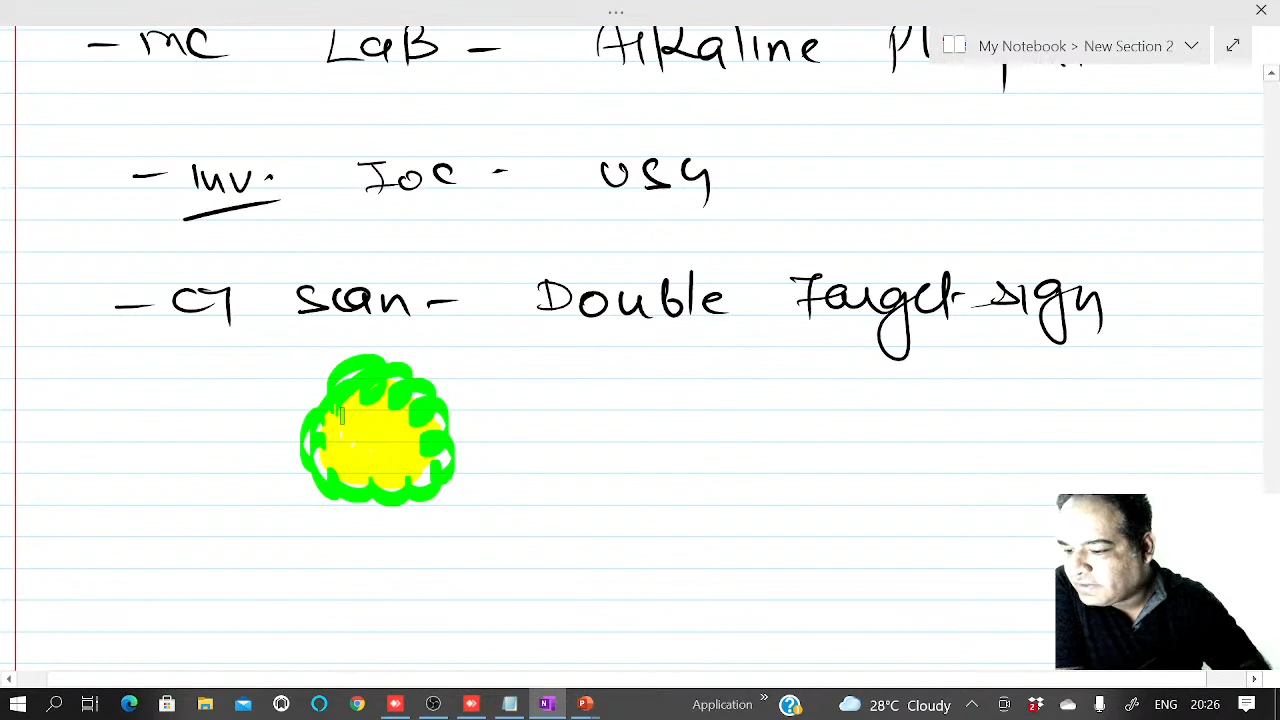 ...
My Notebook > New Section 2
- mc LaB - Alkaline
- Inv. IOC - USG
- CT scan - Double Target sign
Application
»
28°C Cloudy
ENG
20:26